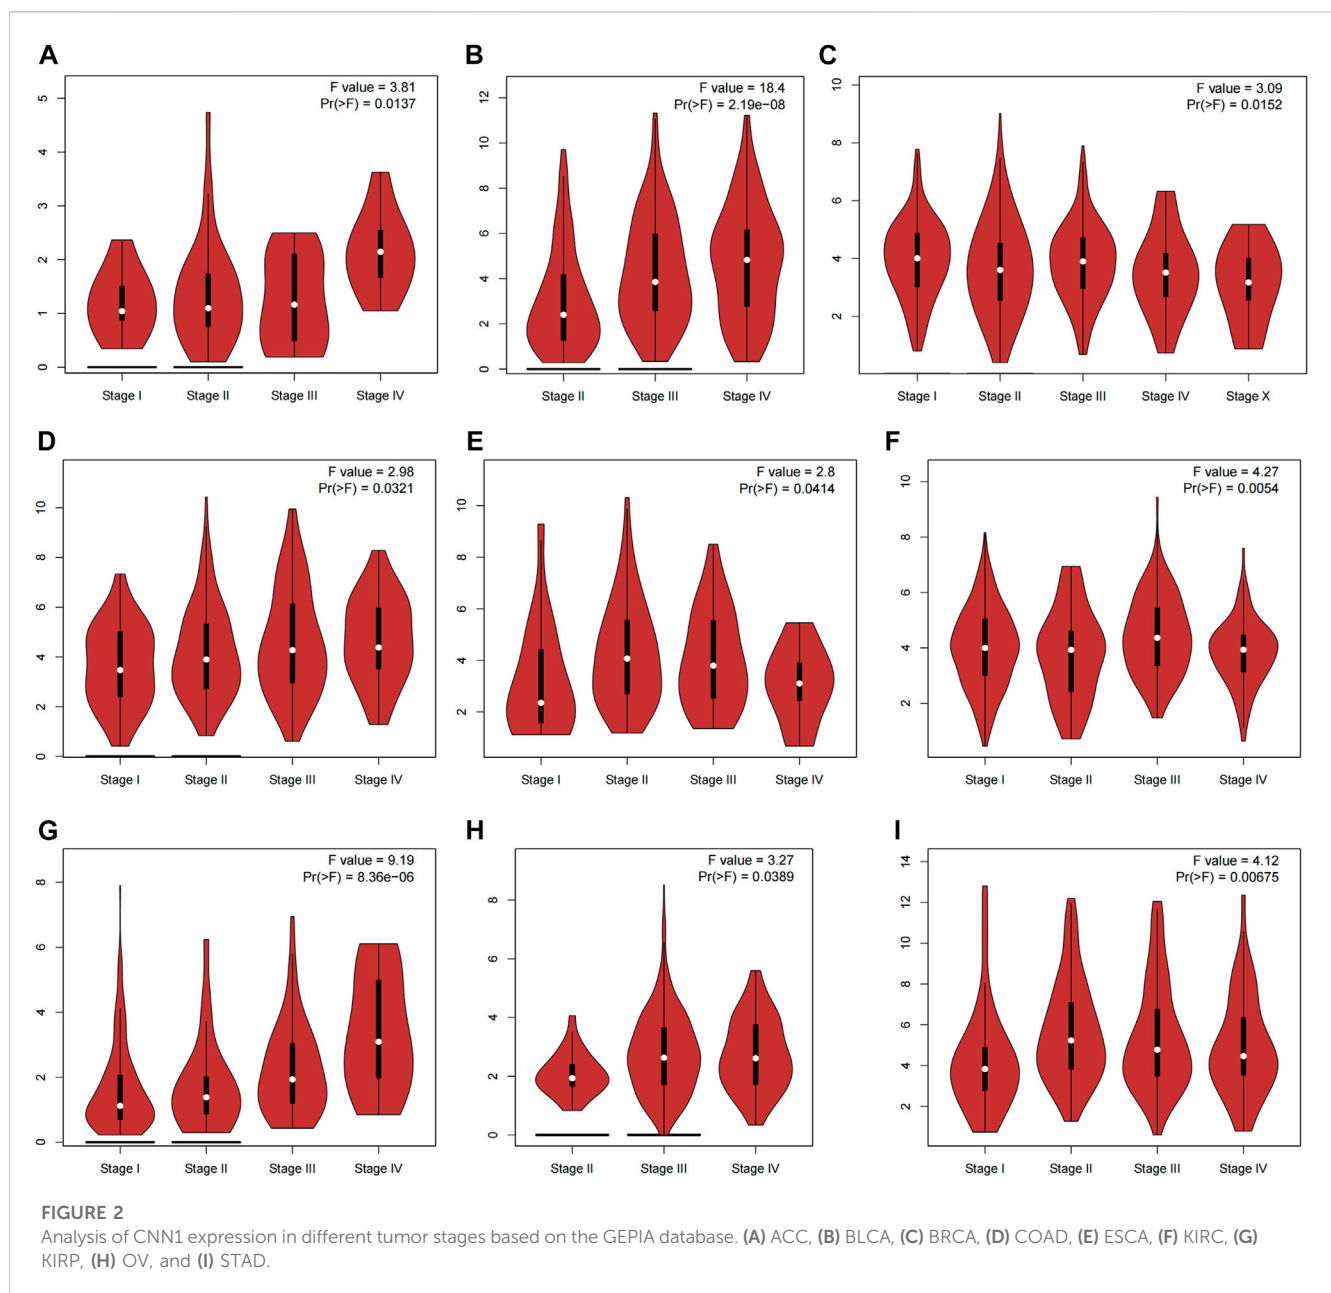 A
F value = 3.81
Pr(>F) = 0.0137
5
4
3
2
1
0
Stage I Stage II Stage III Stage IV
B
F value = 18.4
Pr(>F) = 2.19e−08
12
10
8
6
4
2
0
Stage II Stage III Stage IV
C
F value = 3.09
Pr(>F) = 0.0152
10
8
6
4
2
Stage I Stage II Stage III Stage IV Stage X
D
F value = 2.98
Pr(>F) = 0.0321
10
8
6
4
2
0
Stage I Stage II Stage III Stage IV
E
F value = 2.8
Pr(>F) = 0.0414
10
8
6
4
2
Stage I Stage II Stage III Stage IV
F
F value = 4.27
Pr(>F) = 0.0054
10
8
6
4
2
Stage I Stage II Stage III Stage IV
G
F value = 9.19
Pr(>F) = 8.36e−06
8
6
4
2
0
Stage I Stage II Stage III Stage IV
H
F value = 3.27
Pr(>F) = 0.0389
8
6
4
2
0
Stage II Stage III Stage IV
I
F value = 4.12
Pr(>F) = 0.00675
14
12
10
8
6
4
2
Stage I Stage II Stage III Stage IV
FIGURE 2
Analysis of CNN1 expression in different tumor stages based on the GEPIA database. (A) ACC, (B) BLCA, (C) BRCA, (D) COAD, (E) ESCA, (F) KIRC, (G)
KIRP, (H) OV, and (I) STAD.